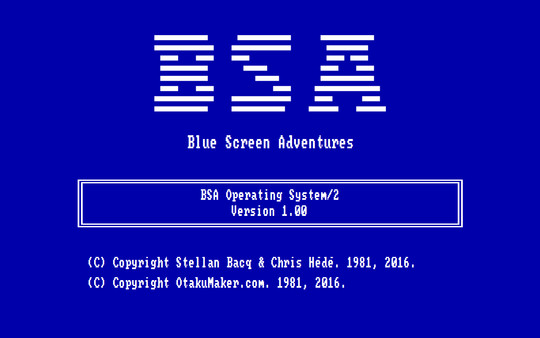 BSA
Blue Screen Adventures
BSA Operating System/2
Version 1.00
(C) Copyright Stellan Bacq & Chris Hédé. 1981, 2016.
(C) Copyright OtakuMaker.com. 1981, 2016.